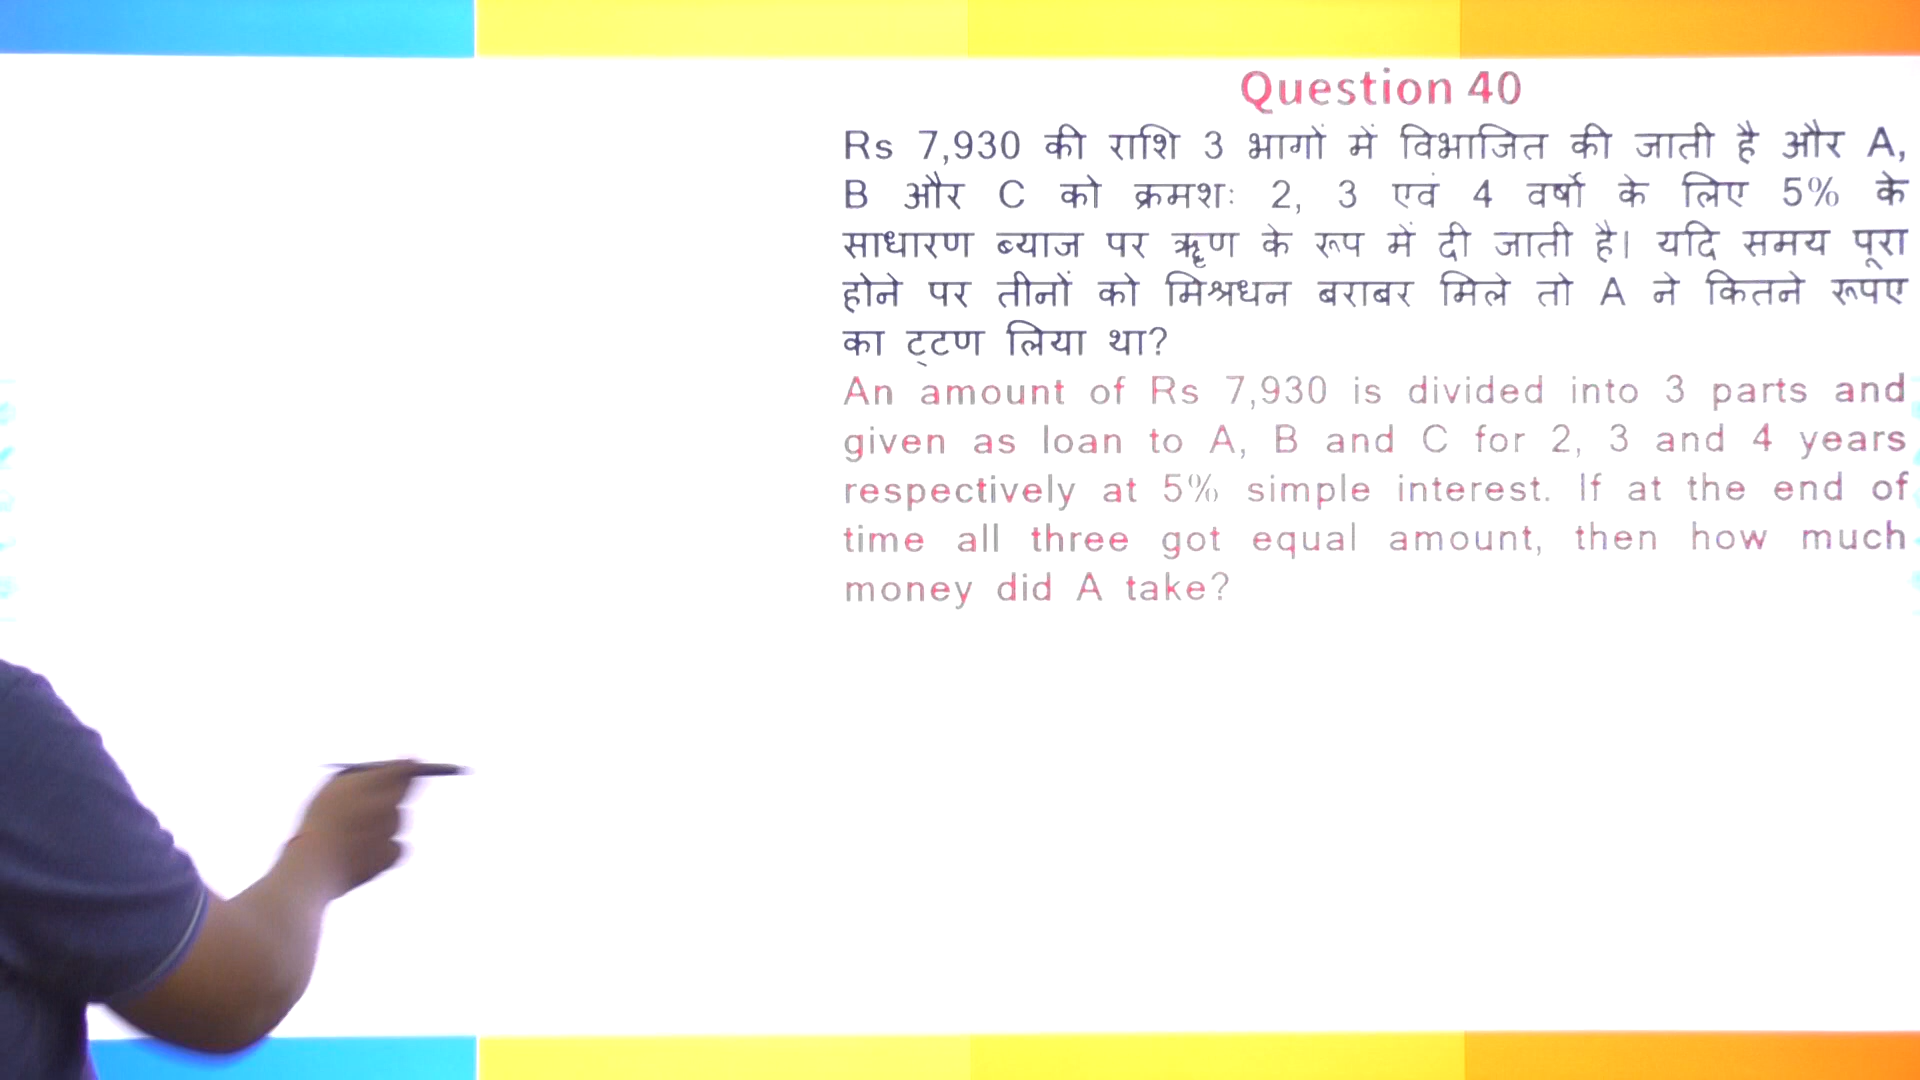 Question 40
Rs 7,930 की राशि 3 भागों में विभाजित की जाती है और A,
B और C को क्रमशः 2, 3 एवं 4 वर्षो के लिए 5% के
साधारण ब्याज पर ॠण के रूप में दी जाती है। यदि समय पूरा
होने पर तीनों को मिश्रधन बराबर मिले तो A ने कितने रूपए
का ट्टण लिया था?
An amount of Rs 7,930 is divided into 3 parts and
given as loan to A, B and C for 2, 3 and 4 years
respectively at 5% simple interest. If at the end of
time all three got equal amount, then how much
money did A take?